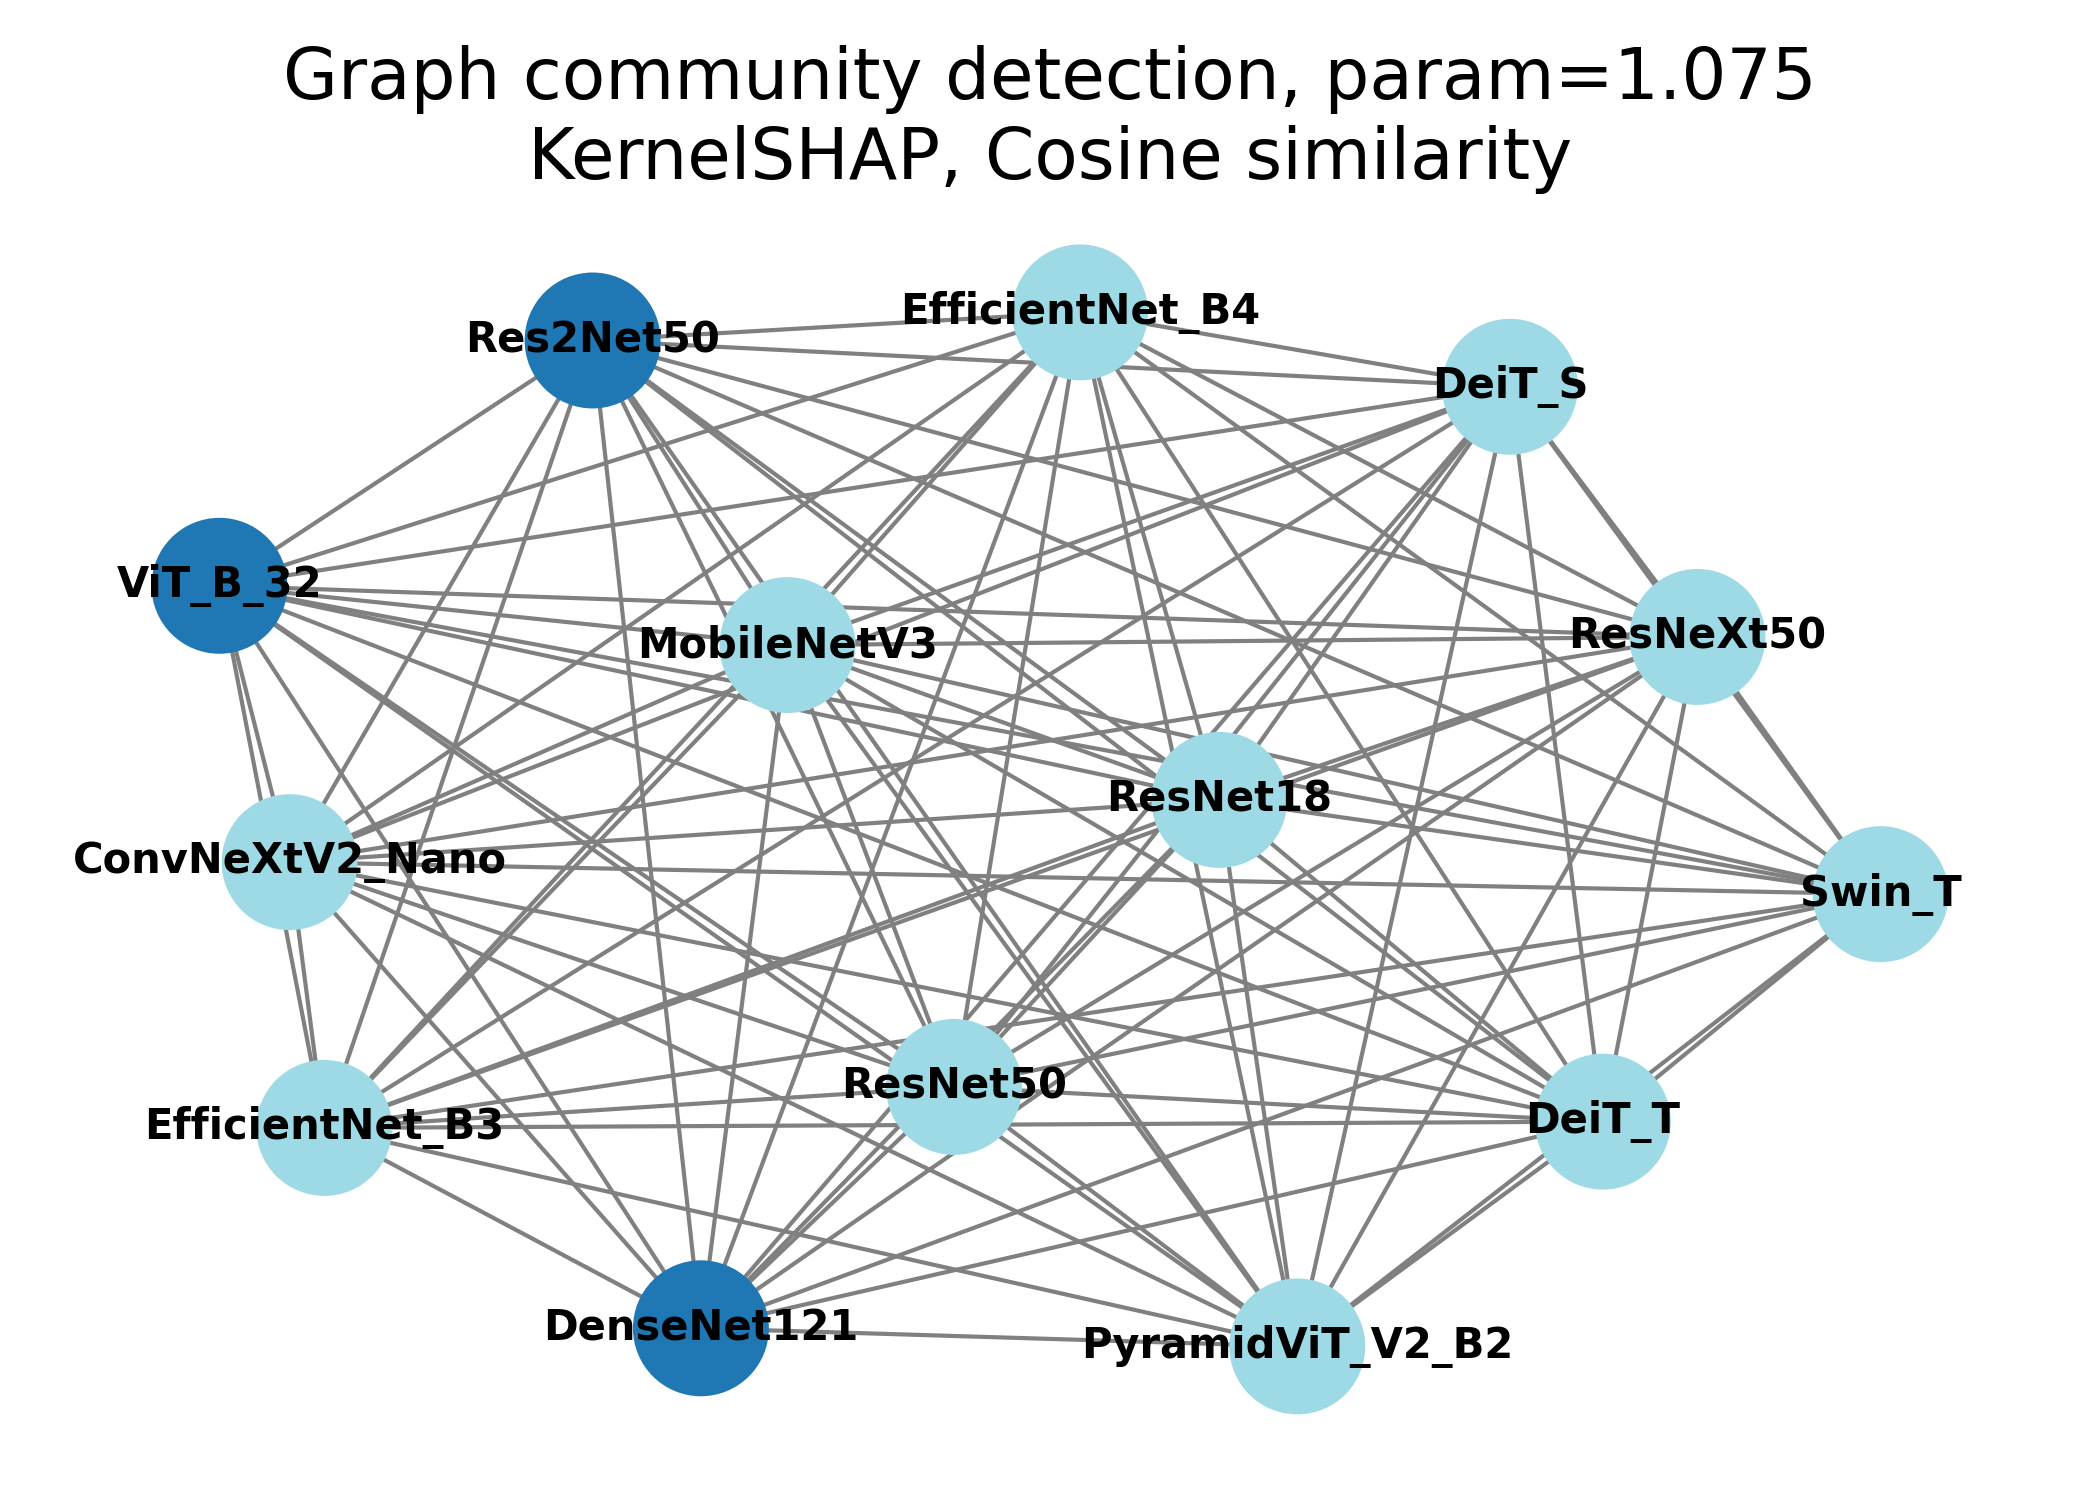 Graph community detection, param=1.075
KernelSHAP, Cosine similarity
EfficientNet_B4
Res2Net50
DeiT_S
ViT_B_32
MobileNetV3
ResNeXt50
ResNet18
ConvNeXtV2_Nano
Swin_T
ResNet50
EfficientNet_B3
DeiT_T
DenseNet121
PyramidViT_V2_B2